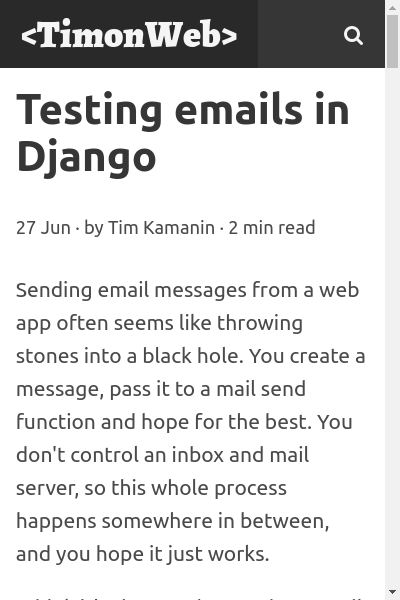 <TimonWeb>
Testing emails in
Django
27 Jun · by Tim Kamanin · 2 min read
Sending email messages from a web
app often seems like throwing
stones into a black hole. You create a
message, pass it to a mail send
function and hope for the best. You
don't control an inbox and mail
server, so this whole process
happens somewhere in between,
and you hope it just works.